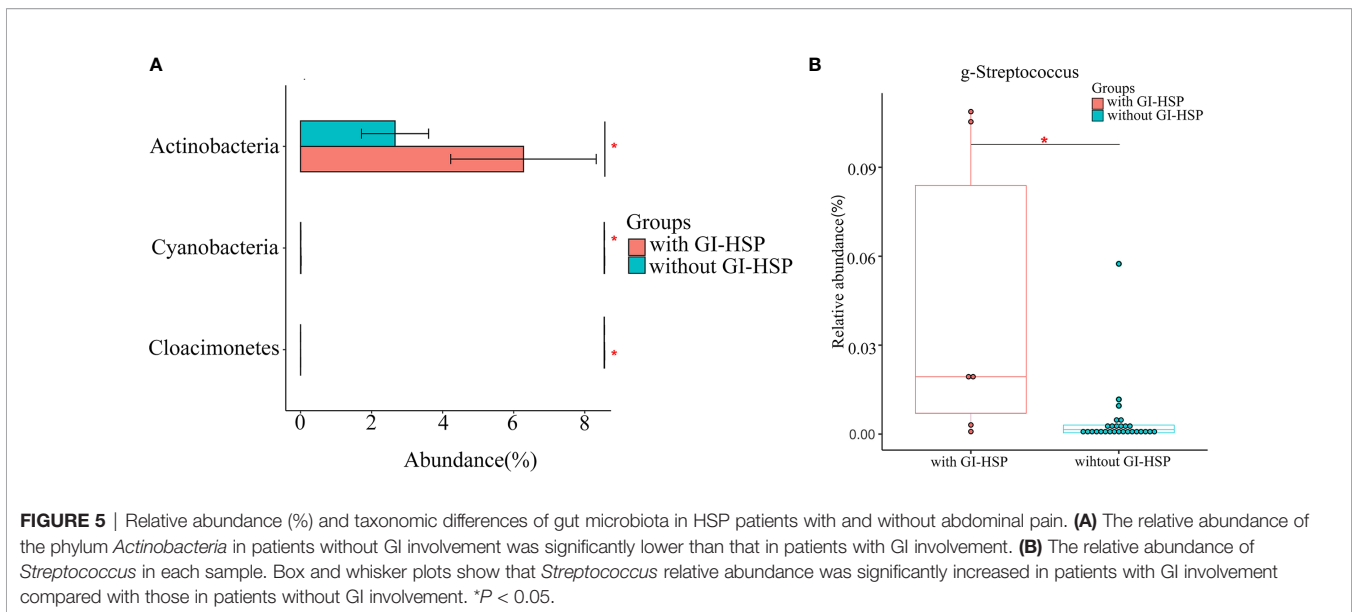 A
B
g-Streptococcus
Groups
with GI-HSP
without GI-HSP
*
Actinobacteria
*
Cyanobacteria
*
Cloacimonetes
*
Groups
with GI-HSP
without GI-HSP
0 2 4 6 8
Abundance(%)
Relative abundance(%)
0.09
0.06
0.03
0.00
with GI-HSP
wihtout GI-HSP
FIGURE 5 | Relative abundance (%) and taxonomic differences of gut microbiota in HSP patients with and without abdominal pain. (A) The relative abundance of
the phylum Actinobacteria in patients without GI involvement was significantly lower than that in patients with GI involvement. (B) The relative abundance of
Streptococcus in each sample. Box and whisker plots show that Streptococcus relative abundance was significantly increased in patients with GI involvement
compared with those in patients without GI involvement. *P < 0.05.